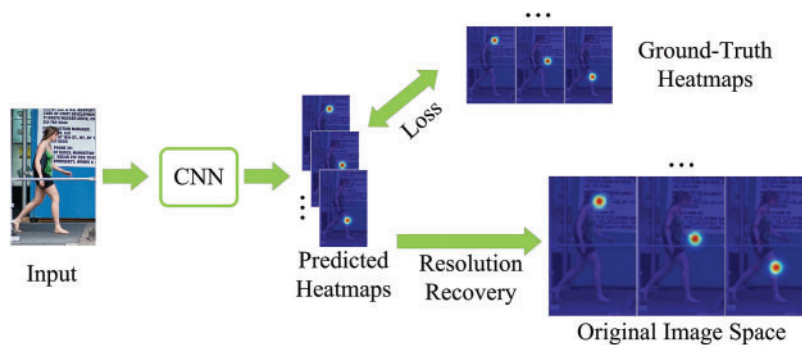 Input
CNN
Predicted
Heatmaps
Loss
Ground-Truth
Heatmaps
Resolution
Recovery
Original Image Space